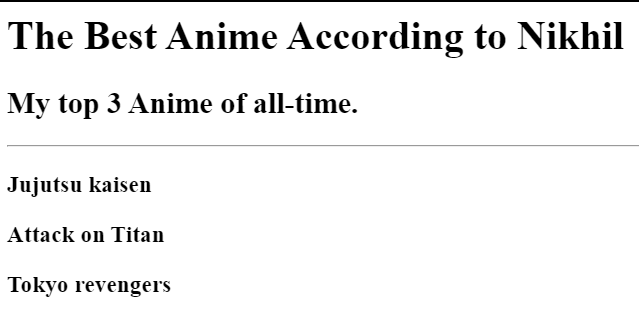 The Best Anime According to Nikhil
My top 3 Anime of all-time.
Jujutsu kaisen
Attack on Titan
Tokyo revengers